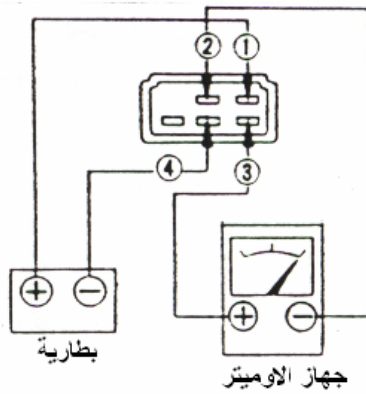 ② ①
④ ③
+ −
+ −
بطارية
جهاز الاوميتر